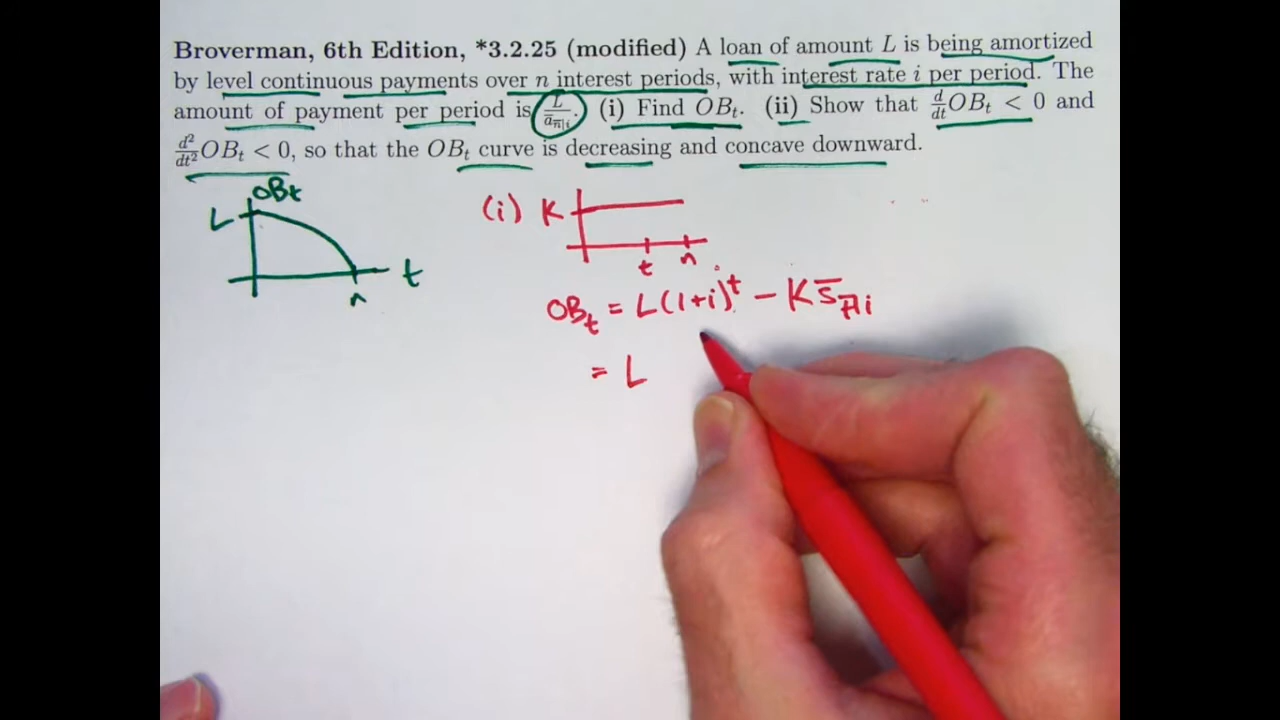 Broverman, 6th Edition, *3.2.25 (modified) A loan of amount L is being amortized
by level continuous payments over n interest periods, with interest rate i per period. The
amount of payment per period is L/ā_n̅|i. (i) Find OB_t. (ii) Show that d/dt OB_t < 0 and
d²/dt² OB_t < 0, so that the OB_t curve is decreasing and concave downward.
OB_t
L
t
n
(i) K
t n
OB_t = L(1+i)^t − K s̄_t̅|i
= L